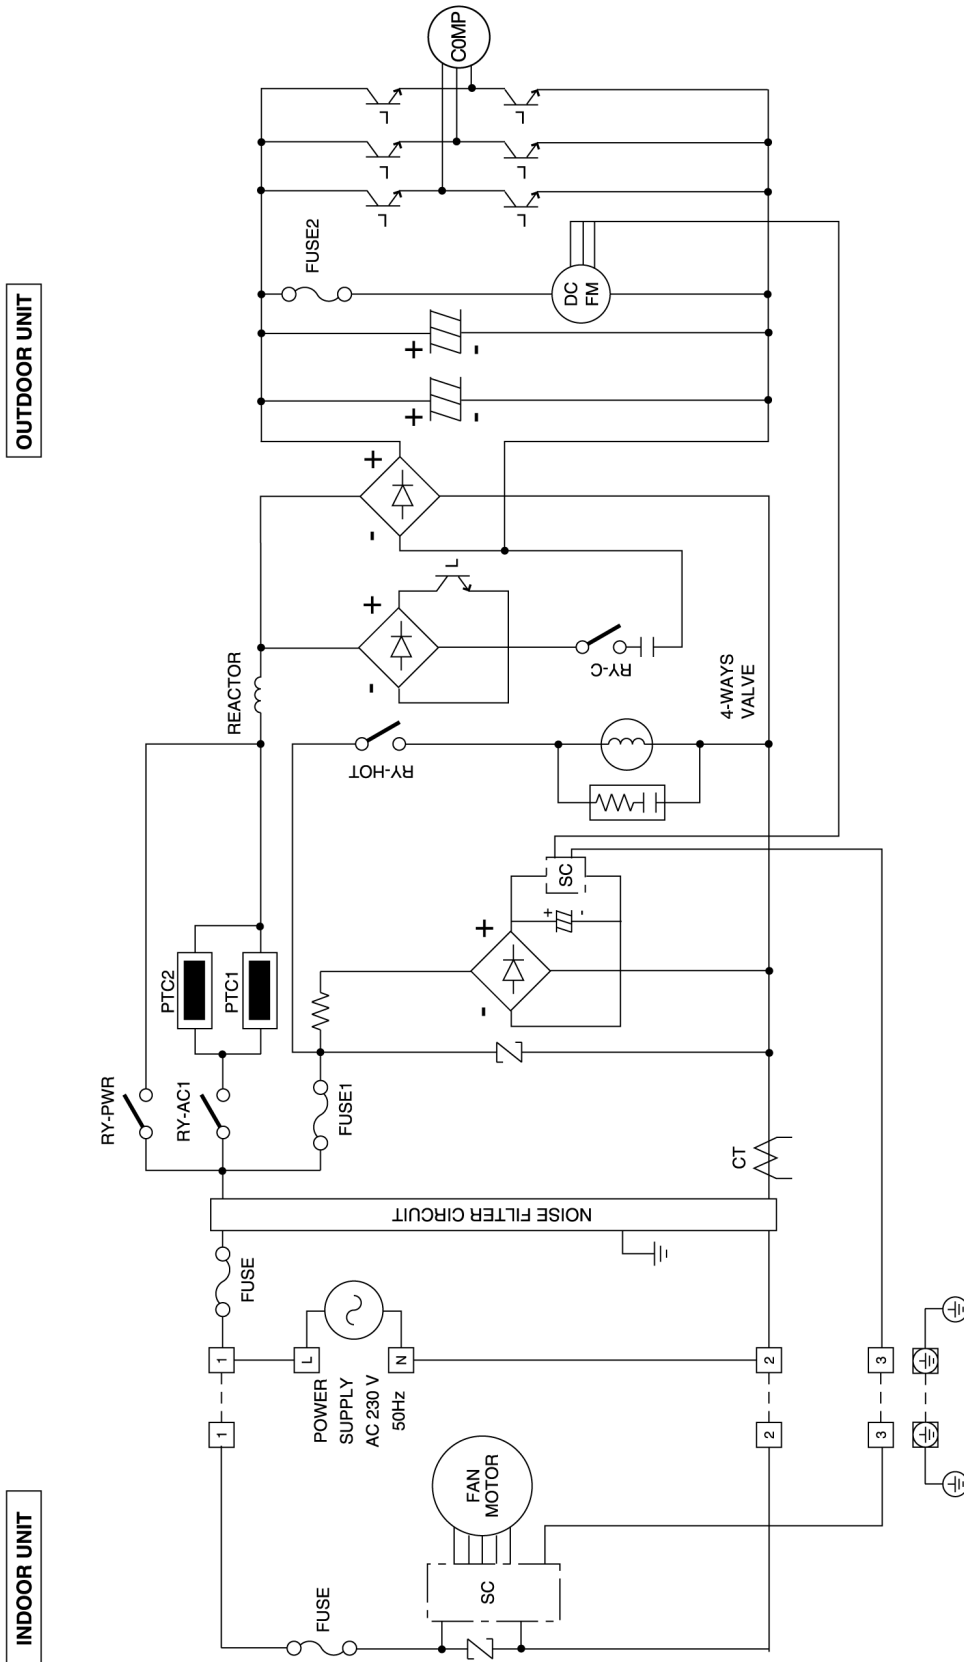 OUTDOOR UNIT
INDOOR UNIT
COMP
FUSE2
DC
FM
+
-
+
-
+
-
+
-
REACTOR
RY-C
RY-HOT
4-WAYS
VALVE
PTC2
PTC1
SC
+
-
+
-
RY-PWR
RY-AC1
FUSE1
CT
NOISE FILTER CIRCUIT
FUSE
1
L
N
2
3
POWER
SUPPLY
AC 230 V
50Hz
1
2
3
FAN
MOTOR
SC
FUSE